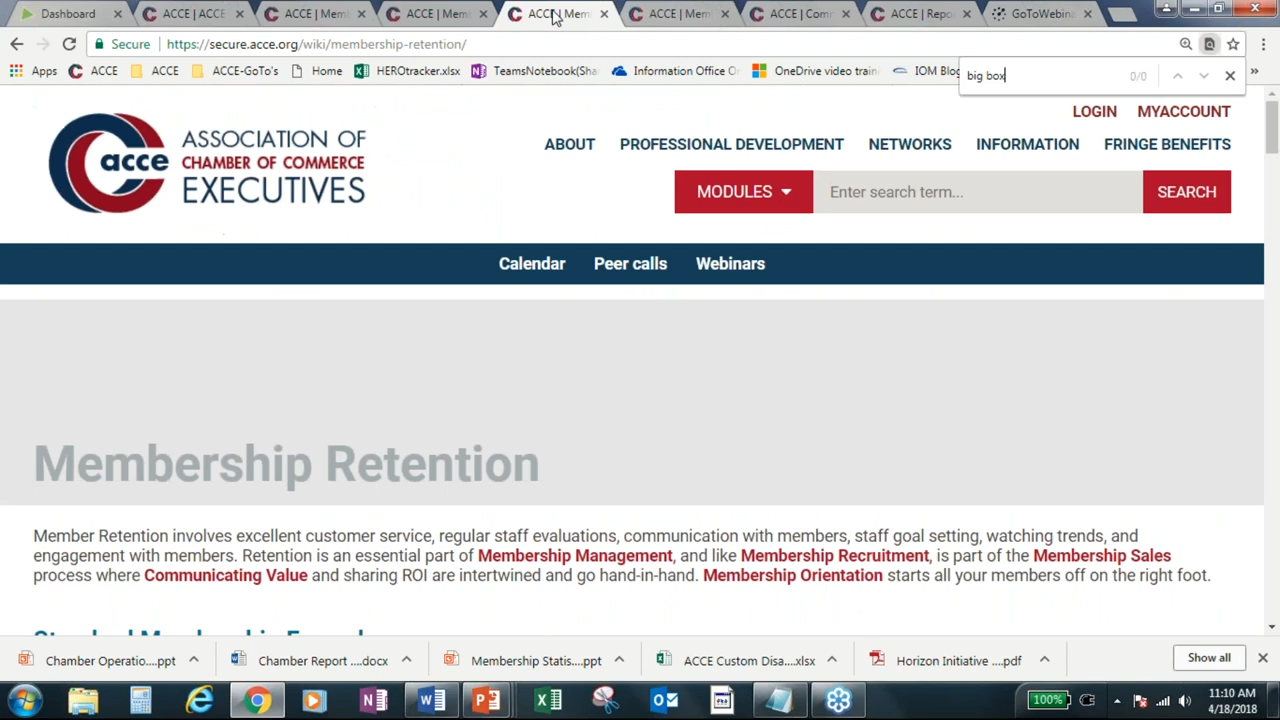 Dashboard
ACCE | ACCE
ACCE | Mem
ACCE | Mem
ACCE | Mem
ACCE | Mem
ACCE | Com
ACCE | Repo
GoToWebina
Secure https://secure.acce.org/wiki/membership-retention/
Apps ACCE ACCE ACCE-GoTo's Home HEROtracker.xlsx TeamsNotebook(Sha Information Office O OneDrive video train IOM Blog »
big box 0/0
LOGIN MYACCOUNT
acce
ASSOCIATION OF
CHAMBER OF COMMERCE
EXECUTIVES
ABOUT PROFESSIONAL DEVELOPMENT NETWORKS INFORMATION FRINGE BENEFITS
MODULES Enter search term... SEARCH
Calendar Peer calls Webinars
Membership Retention
Member Retention involves excellent customer service, regular staff evaluations, communication with members, staff goal setting, watching trends, and
engagement with members. Retention is an essential part of Membership Management, and like Membership Recruitment, is part of the Membership Sales
process where Communicating Value and sharing ROI are intertwined and go hand-in-hand. Membership Orientation starts all your members off on the right foot.
Chamber Operatio....ppt
Chamber Report ....docx
Membership Statis....ppt
ACCE Custom Disa....xlsx
Horizon Initiative ....pdf
Show all
100%
11:10 AM
4/18/2018